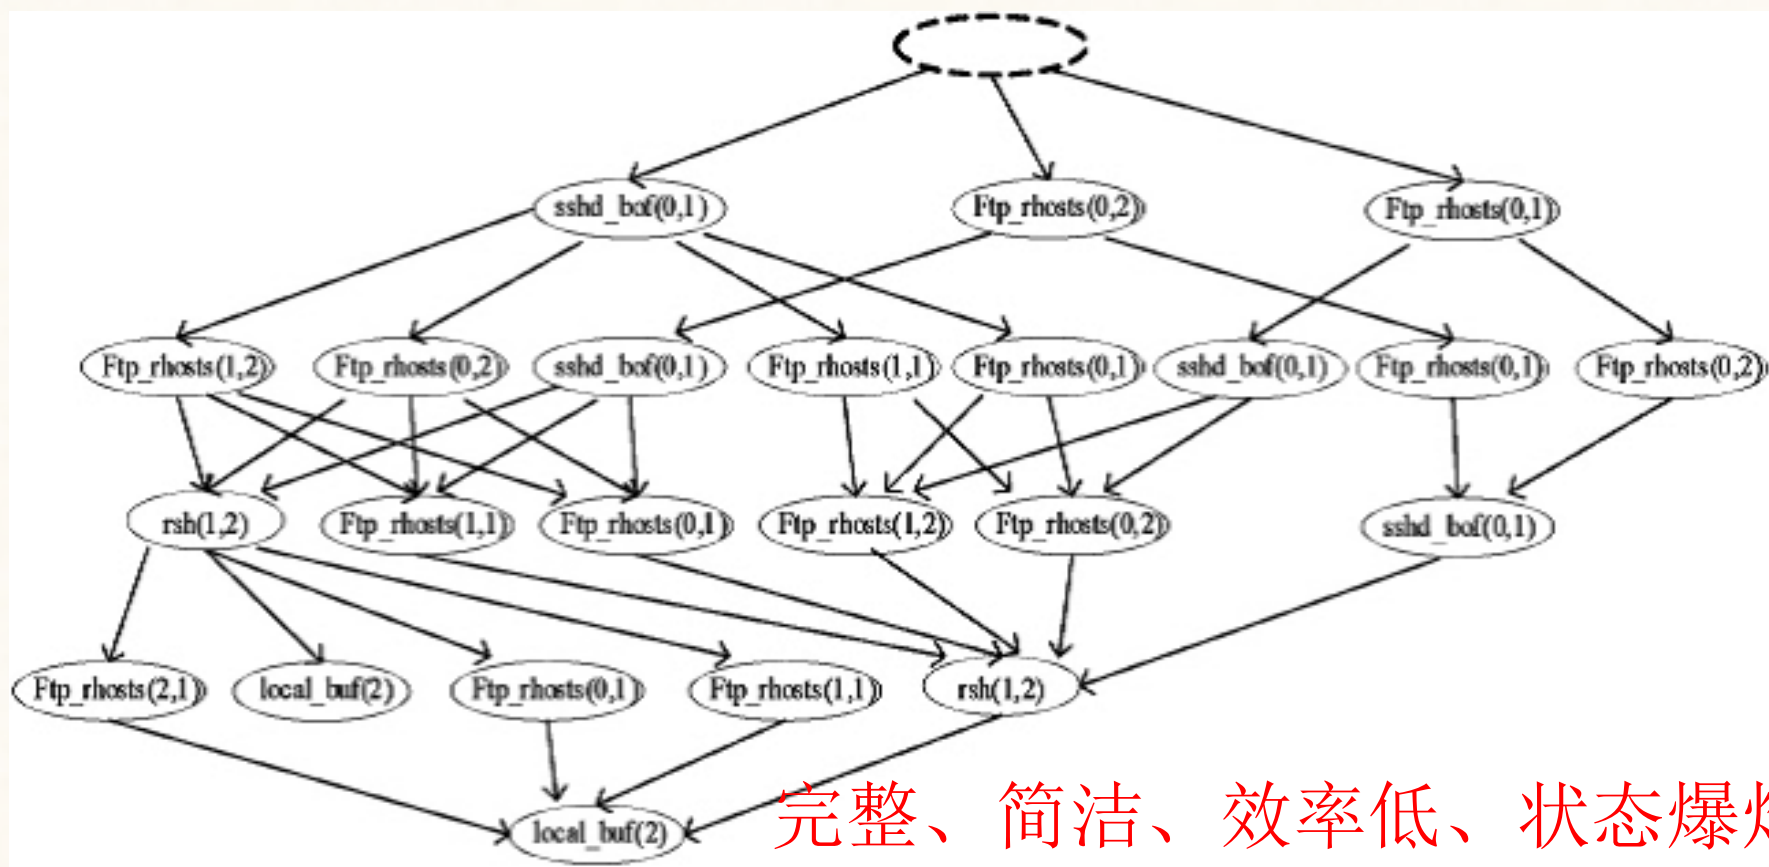 sshd_bof(0,1) Ftp_rhosts(0,2) Ftp_rhosts(0,1)
Ftp_rhosts(1,2) Ftp_rhosts(0,2) sshd_bof(0,1) Ftp_rhosts(1,1) Ftp_rhosts(0,1) sshd_bof(0,1) Ftp_rhosts(0,1) Ftp_rhosts(0,2)
rsh(1,2) Ftp_rhosts(1,1) Ftp_rhosts(0,1) Ftp_rhosts(1,2) Ftp_rhosts(0,2) sshd_bof(0,1)
Ftp_rhosts(2,1) local_buf(2) Ftp_rhosts(0,1) Ftp_rhosts(1,1) rsh(1,2)
local_buf(2)
完整、简洁、效率低、状态爆